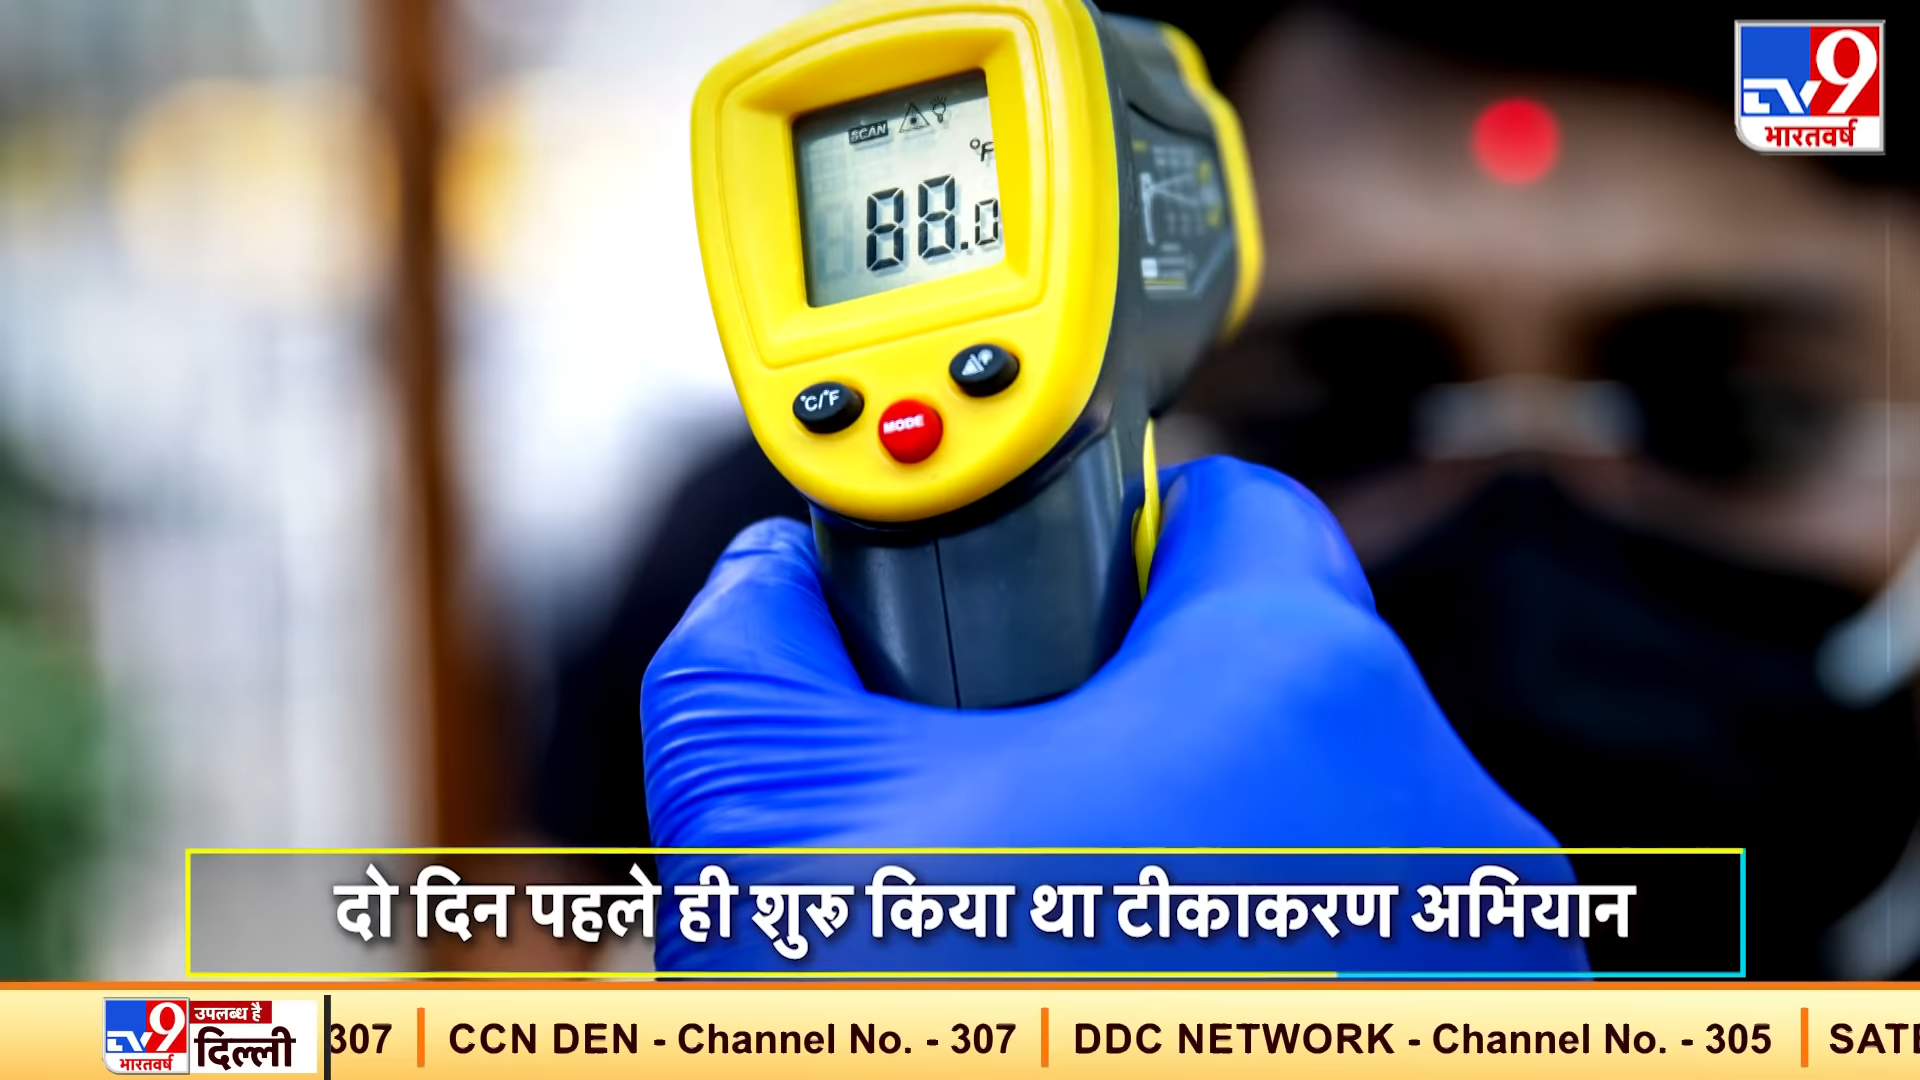 TV9
भारतवर्ष
SCAN
°F
88.0
°C/°F
MODE
दो दिन पहले ही शुरू किया था टीकाकरण अभियान
TV9
भारतवर्ष
उपलब्ध है
दिल्ली
307 | CCN DEN - Channel No. - 307 | DDC NETWORK - Channel No. - 305 |